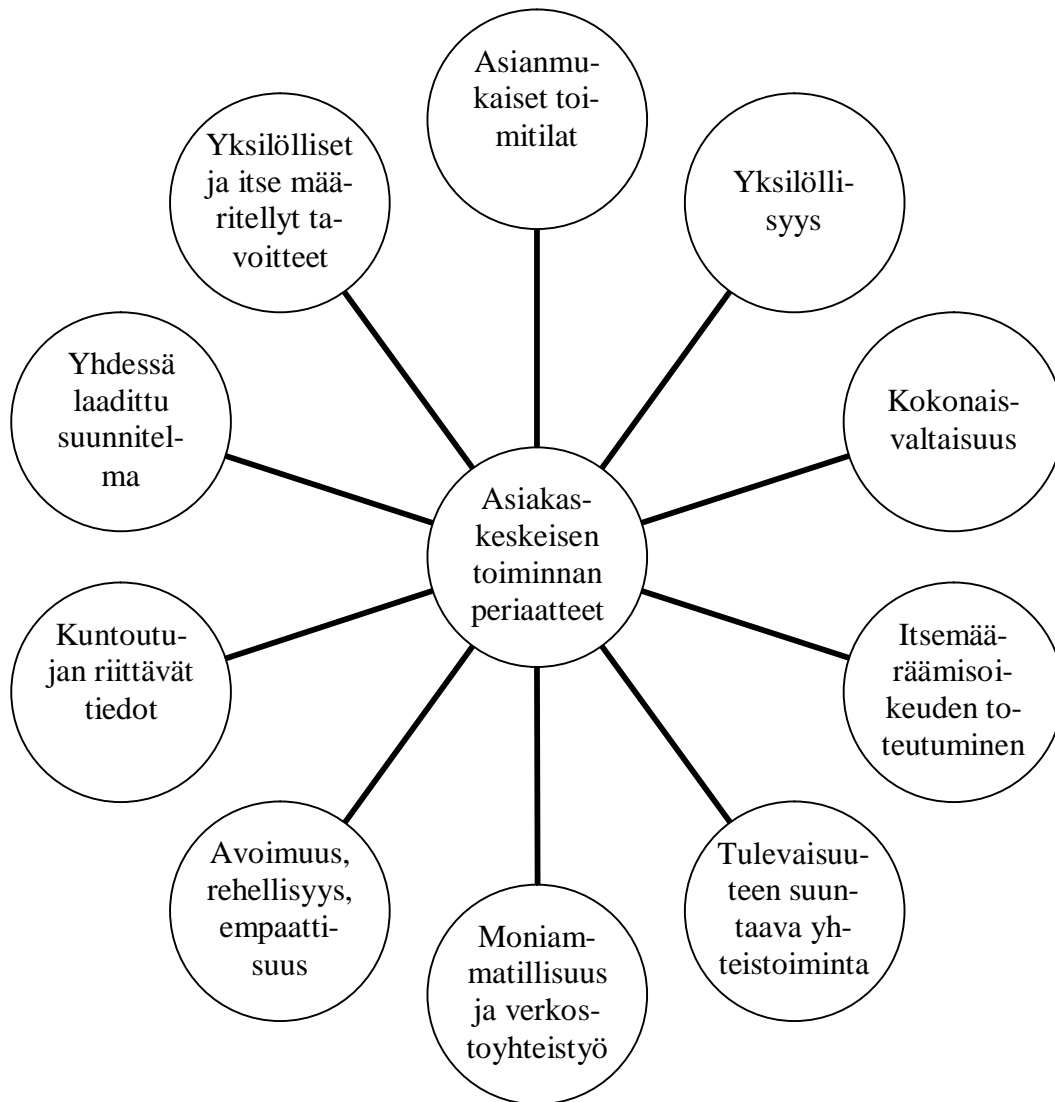 Asianmu-
kaiset toi-
mitilat
Yksilölli-
syys
Kokonais-
valtaisuus
Itsemää-
räämisoi-
keuden to-
teutuminen
Tulevaisuu-
teen suun-
taava yh-
teistoiminta
Moniam-
matillisuus
ja verkos-
toyhteistyö
Avoimuus,
rehellisyys,
empaatti-
suus
Kuntoutu-
jan riittävät
tiedot
Yhdessä
laadittu
suunnitel-
ma
Yksilölliset
ja itse mää-
ritellyt ta-
voitteet
Asiakas-
keskeisen
toiminnan
periaatteet